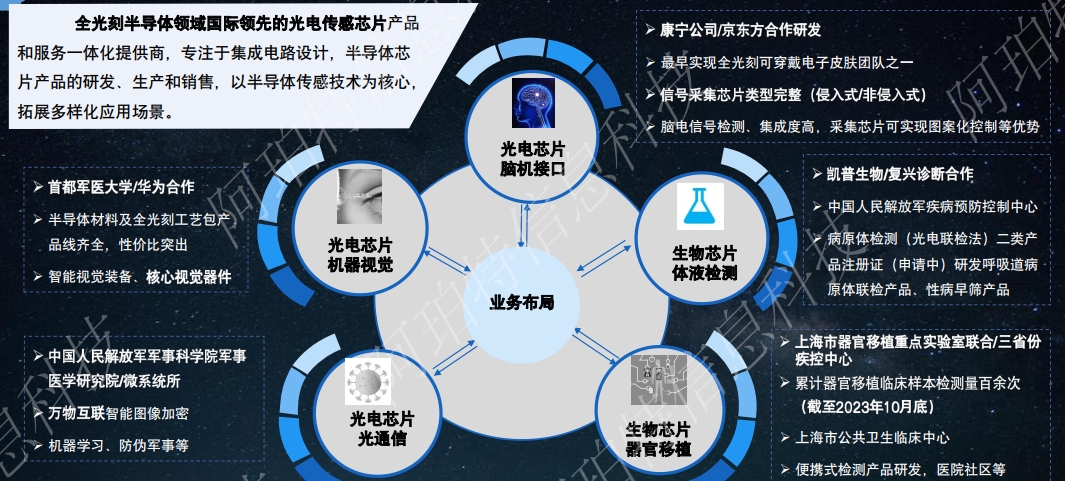 全光刻半导体领域国际领先的光电传感芯片产品
和服务一体化提供商，专注于集成电路设计，半导体芯
片产品的研发、生产和销售，以半导体传感技术为核心，
拓展多样化应用场景。
康宁公司/京东方合作研发
最早实现全光刻可穿戴电子皮肤团队之一
信号采集芯片类型完整（侵入式/非侵入式）
脑电信号检测、集成度高，采集芯片可实现图案化控制等优势
光电芯片
脑机接口
首都军医大学/华为合作
半导体材料及全光刻工艺包产
品线齐全，性价比突出
智能视觉装备、核心视觉器件
光电芯片
机器视觉
生物芯片
体液检测
凯普生物/复兴诊断合作
中国人民解放军疾病预防控制中心
病原体检测（光电联检法）二类产
品注册证（申请中）研发呼吸道病
原体联检产品、性病早筛产品
业务布局
中国人民解放军军事科学院军事
医学研究院/微系统所
万物互联智能图像加密
机器学习、防伪军事等
光电芯片
光通信
生物芯片
器官移植
上海市器官移植重点实验室联合/三省份
疾控中心
累计器官移植临床样本检测量百余次
（截至2023年10月底）
上海市公共卫生临床中心
便携式检测产品研发，医院社区等
阿珀特信息科技
阿珀特信息科技